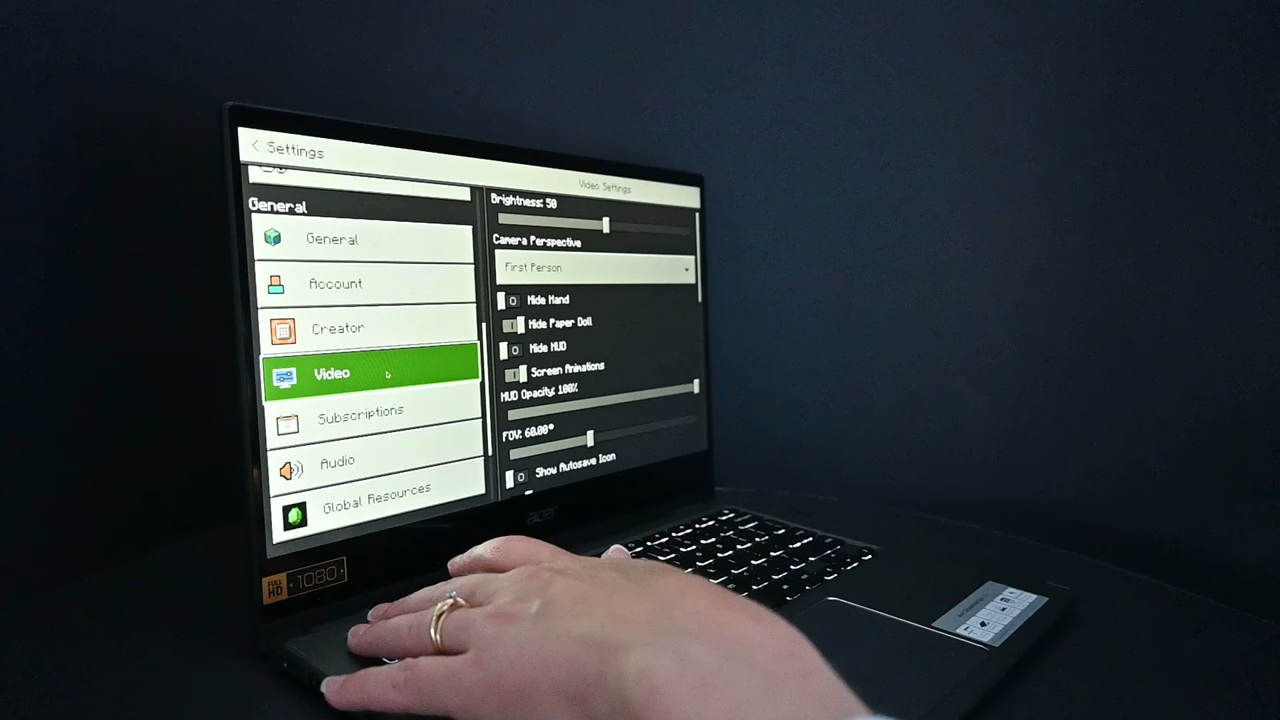 Settings
Video Settings
General
General
Account
Creator
Video
Subscriptions
Audio
Global Resources
Brightness: 50
Camera Perspective
First Person
Hide Hand
Hide Paper Doll
Hide HUD
Screen Animations
HUD Opacity: 100%
FOV: 60.00°
Show Autosave Icon
acer
FULL HD 1080